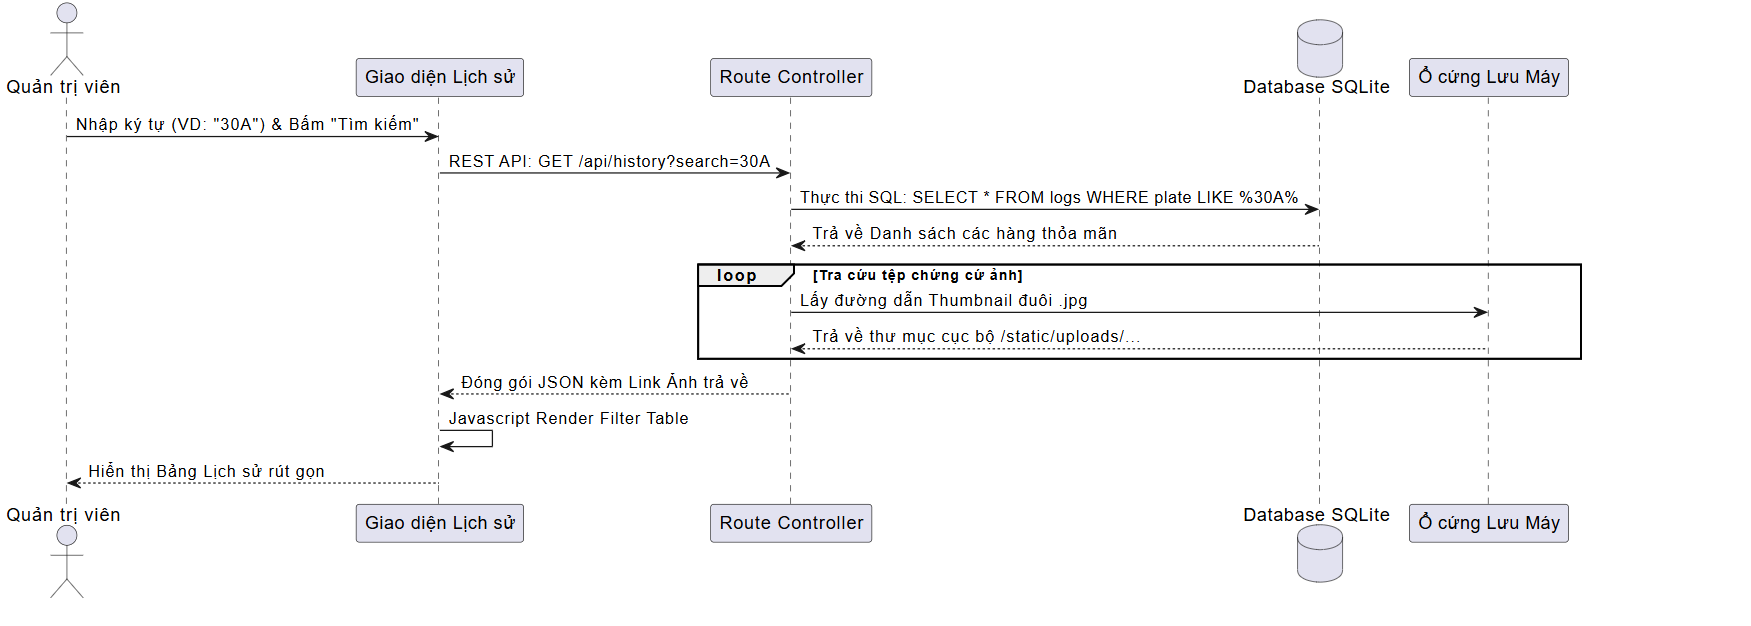 Quản trị viên
Giao diện Lịch sử
Route Controller
Database SQLite
Ổ cứng Lưu Máy
Nhập ký tự (VD: "30A") & Bấm "Tìm kiếm"
REST API: GET /api/history?search=30A
Thực thi SQL: SELECT * FROM logs WHERE plate LIKE %30A%
Trả về Danh sách các hàng thỏa mãn
loop [Tra cứu tệp chứng cứ ảnh]
Lấy đường dẫn Thumbnail đuôi .jpg
Trả về thư mục cục bộ /static/uploads/...
Đóng gói JSON kèm Link Ảnh trả về
Javascript Render Filter Table
Hiển thị Bảng Lịch sử rút gọn
Quản trị viên
Giao diện Lịch sử
Route Controller
Database SQLite
Ổ cứng Lưu Máy